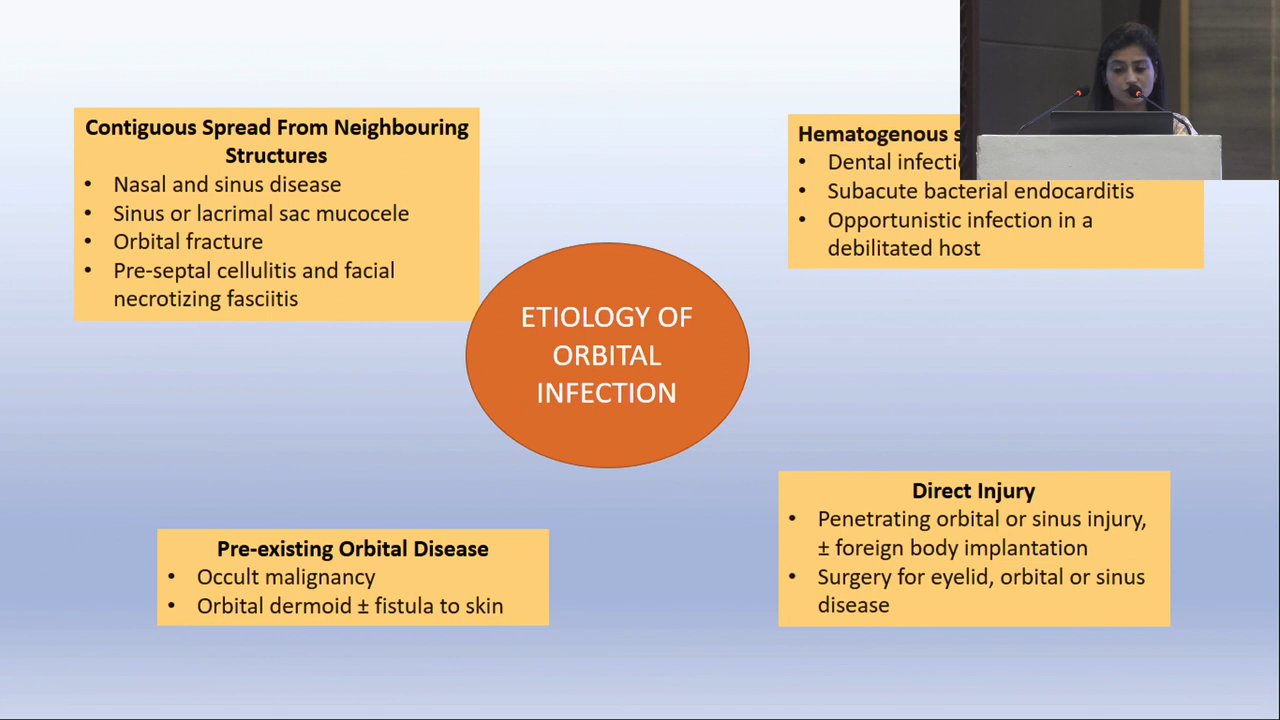 Contiguous Spread From Neighbouring
Structures
• Nasal and sinus disease
• Sinus or lacrimal sac mucocele
• Orbital fracture
• Pre-septal cellulitis and facial
necrotizing fasciitis
Hematogenous
• Dental
• Subacute bacterial endocarditis
• Opportunistic infection in a
debilitated host
ETIOLOGY OF
ORBITAL
INFECTION
Pre-existing Orbital Disease
• Occult malignancy
• Orbital dermoid ± fistula to skin
Direct Injury
• Penetrating orbital or sinus injury,
± foreign body implantation
• Surgery for eyelid, orbital or sinus
disease